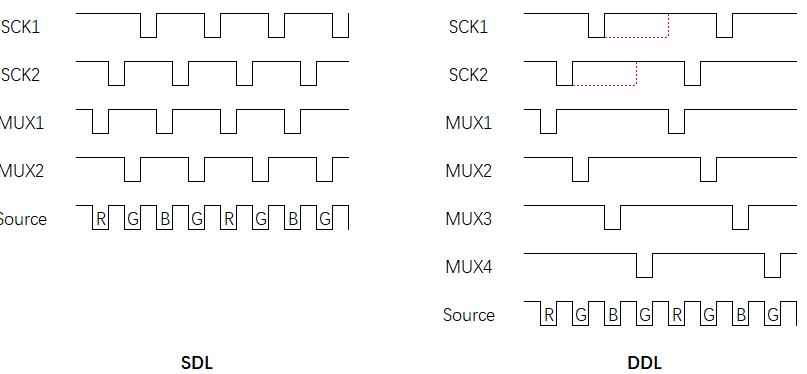 SCK1
SCK2
MUX1
MUX2
Source R G B G R G B G
SDL
SCK1
SCK2
MUX1
MUX2
MUX3
MUX4
Source R G B G R G B G
DDL